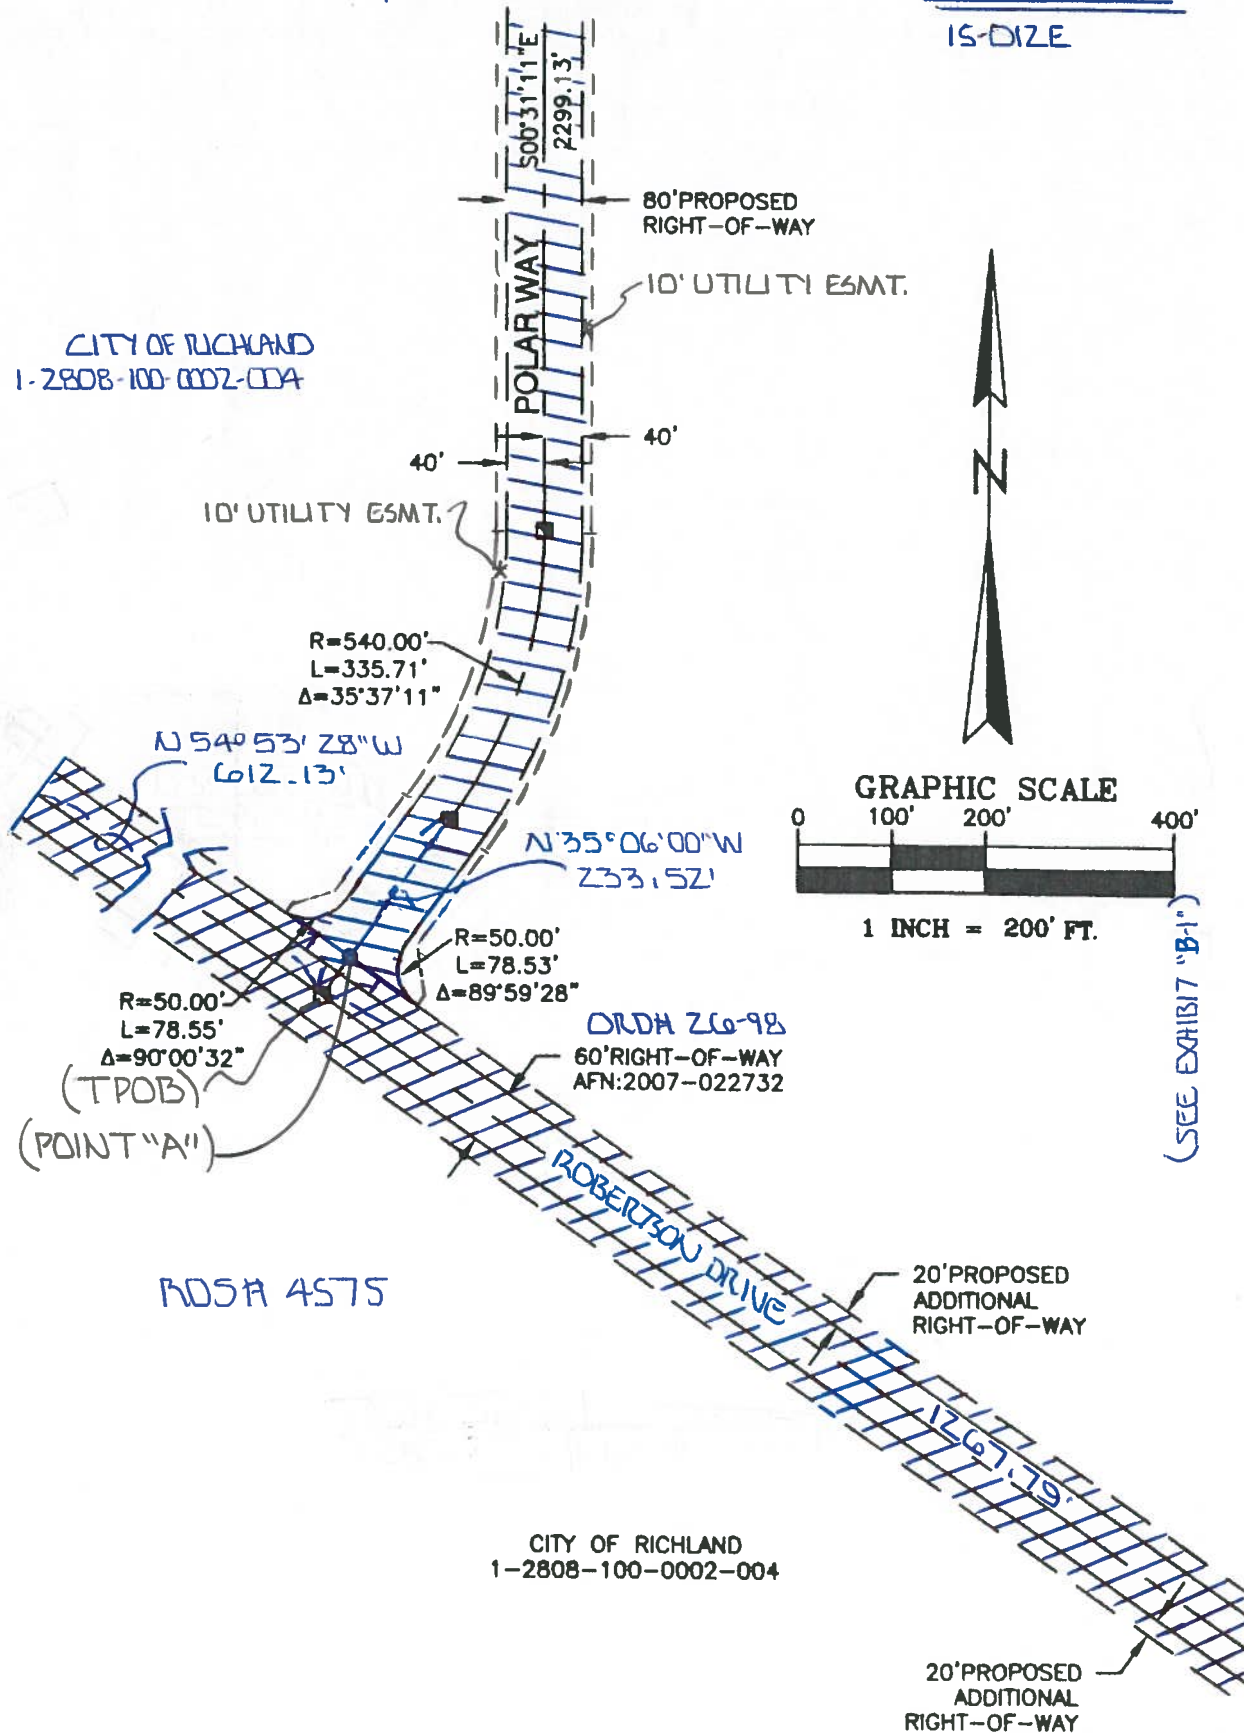 15-012E
S00°31'11"E
2299.13'
80'PROPOSED
RIGHT-OF-WAY
10' UTILITY ESMT.
POLAR WAY
CITY OF RICHLAND
1-2808-100-0002-004
40'
40'
10' UTILITY ESMT.
N
R=540.00'
L=335.71'
Δ=35°37'11"
N 54° 53' 28" W
612.13'
GRAPHIC SCALE
0 100' 200' 400'
1 INCH = 200' FT.
N 35° 06' 00" W
233.52'
(SEE EXHIBIT "B-1")
R=50.00'
L=78.53'
Δ=89°59'28"
R=50.00'
L=78.55'
Δ=90°00'32"
(TPOB)
(POINT "A")
ORD# 26-98
60'RIGHT-OF-WAY
AFN:2007-022732
ROBERTSON DRIVE
ROS# 4575
20'PROPOSED
ADDITIONAL
RIGHT-OF-WAY
1267.79'
CITY OF RICHLAND
1-2808-100-0002-004
20'PROPOSED
ADDITIONAL
RIGHT-OF-WAY